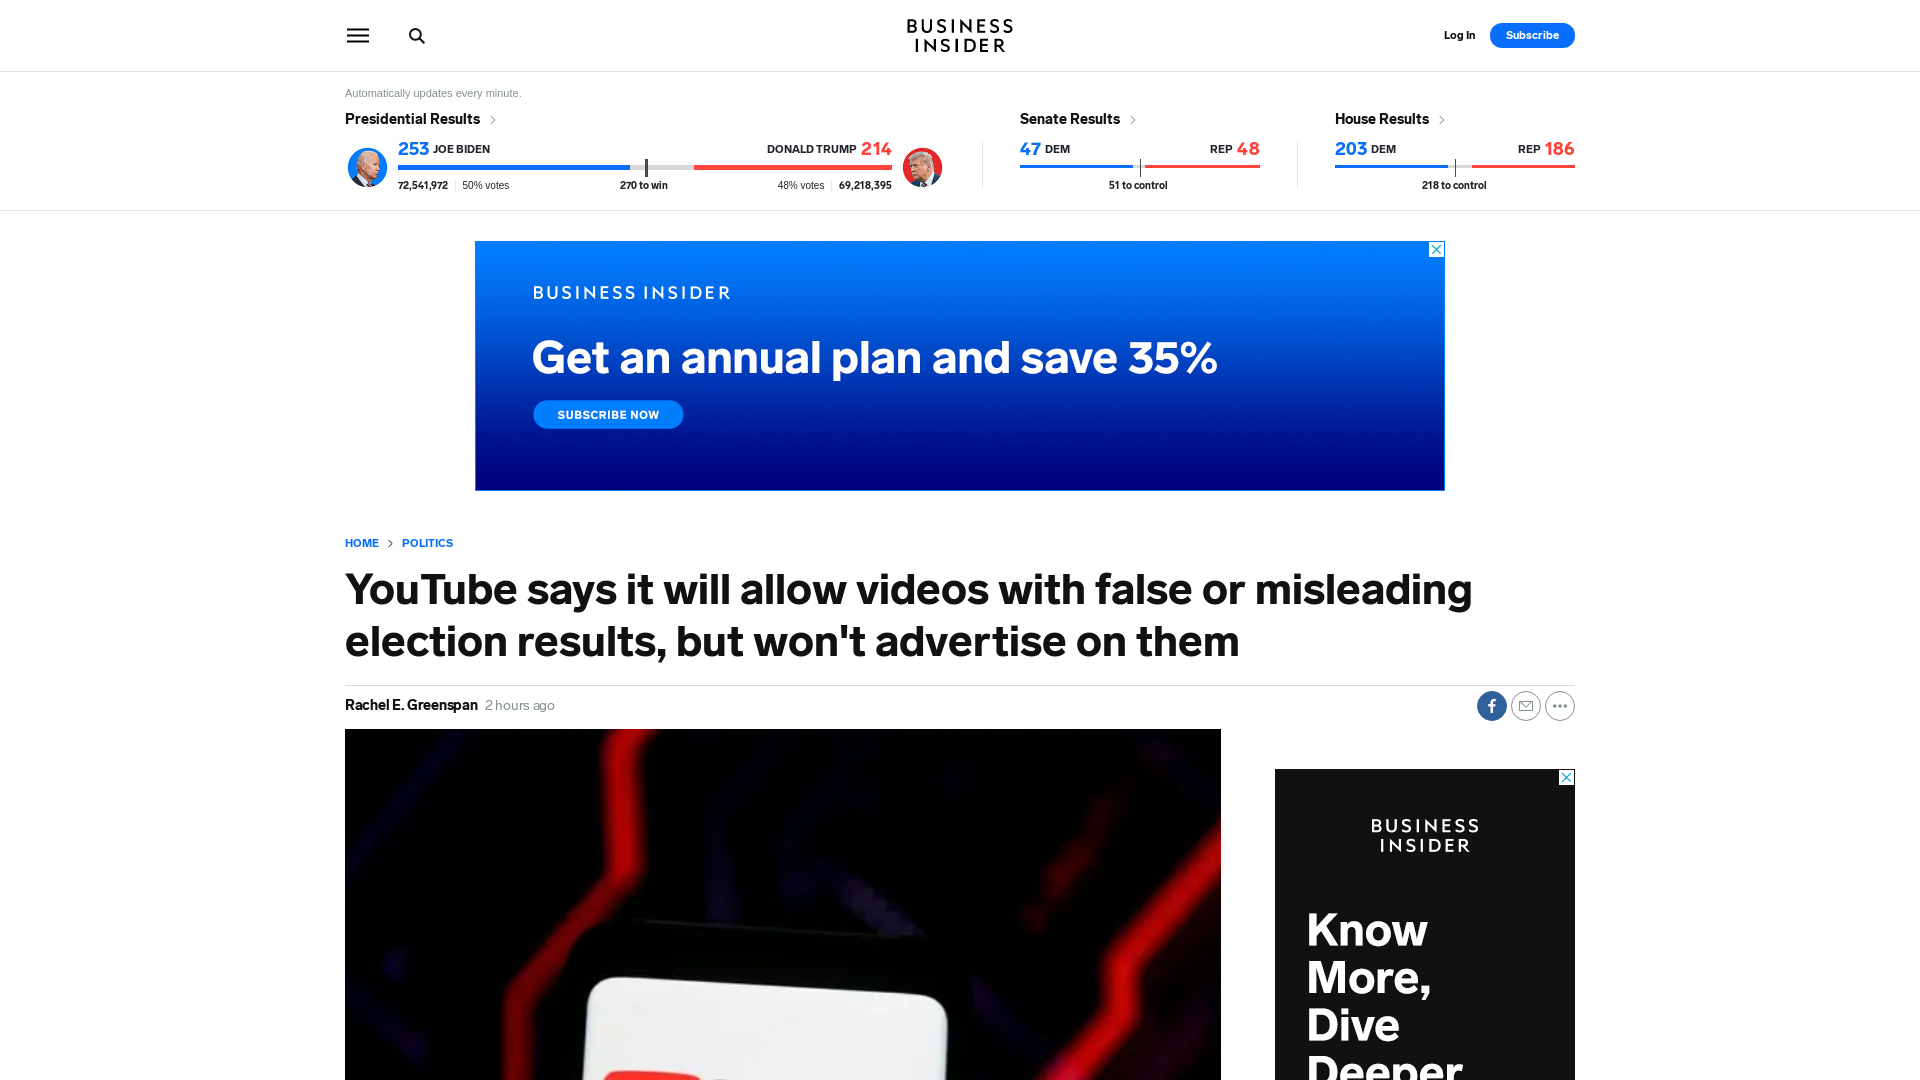 BUSINESS
INSIDER
Log In
Subscribe
Automatically updates every minute.
Presidential Results
253 JOE BIDEN
DONALD TRUMP 214
72,541,972 50% votes
270 to win
48% votes 69,218,395
Senate Results
47 DEM
REP 48
51 to control
House Results
203 DEM
REP 186
218 to control
BUSINESS INSIDER
Get an annual plan and save 35%
SUBSCRIBE NOW
HOME
POLITICS
YouTube says it will allow videos with false or misleading
election results, but won't advertise on them
Rachel E. Greenspan 2 hours ago
BUSINESS
INSIDER
Know
More,
Dive
Deeper